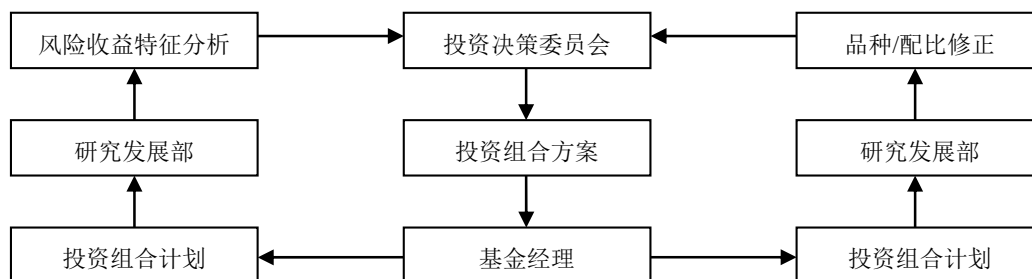 风险收益特征分析
投资决策委员会
品种/配比修正
研究发展部
投资组合方案
研究发展部
投资组合计划
基金经理
投资组合计划